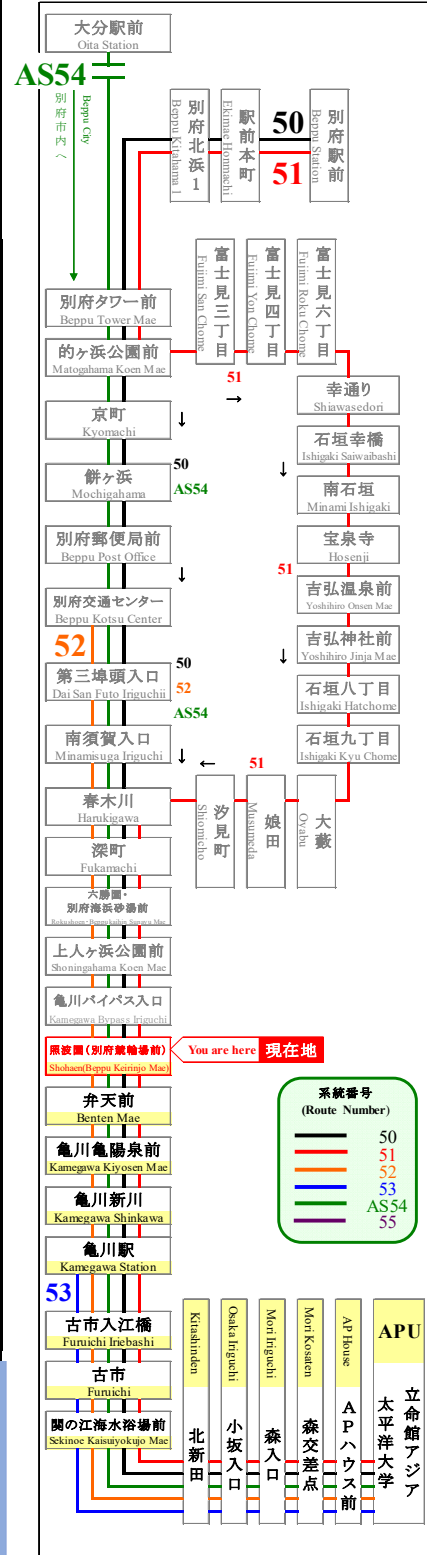 大分駅前
Oita Station
AS54
Beppu City
別府市内へ
別府北浜1
Beppu Kitahama 1
駅前本町
Ekimae Honmachi
50
51
別府駅前
Beppu Station
別府タワー前
Beppu Tower Mae
的ヶ浜公園前
Matogahama Koen Mae
富士見三丁目
Fujimi San Chome
富士見四丁目
Fujimi Yon Chome
富士見六丁目
Fujimi Roku Chome
51
→
京町
Kyomachi
↓
幸通り
Shiawasedori
石垣幸橋
Ishigaki Saiwaibashi
餅ヶ浜
Mochigahama
50
AS54
↓
南石垣
Minami Ishigaki
別府郵便局前
Beppu Post Office
↓
宝泉寺
Hosenji
51
吉弘温泉前
Yoshihiro Onsen Mae
別府交通センター
Beppu Kotsu Center
52
吉弘神社前
Yoshihiro Jinja Mae
↓
第三埠頭入口
Dai San Futo Iriguchii
50
52
AS54
石垣八丁目
Ishigaki Hatchome
南須賀入口
Minamisuga Iriguchi
↓
石垣九丁目
Ishigaki Kyu Chome
51
←
春木川
Harukigawa
汐見町
Shiomicho
娘田
Musumeda
大藪
Oyabu
深町
Fukamachi
六勝園・
別府海浜砂湯前
Rokushoen・Beppukaihin Sunayu Mae
上人ヶ浜公園前
Shoningahama Koen Mae
亀川バイパス入口
Kamegawa Bypass Iriguchi
照波園(別府競輪場前)
Shohaen(Beppu Keirinjo Mae)
You are here 現在地
弁天前
Benten Mae
亀川亀陽泉前
Kamegawa Kiyosen Mae
亀川新川
Kamegawa Shinkawa
亀川駅
Kamegawa Station
系統番号
(Route Number)
50
51
52
53
AS54
55
53
古市入江橋
Furuichi Iriebashi
古市
Furuichi
関の江海水浴場前
Sekinoe Kaisuiyokujo Mae
Kitashinden
北新田
Osaka Iriguchi
小坂入口
Mori Iriguchi
森入口
Mori Kosaten
森交差点
AP House
APハウス前
APU
立命館アジア
太平洋大学